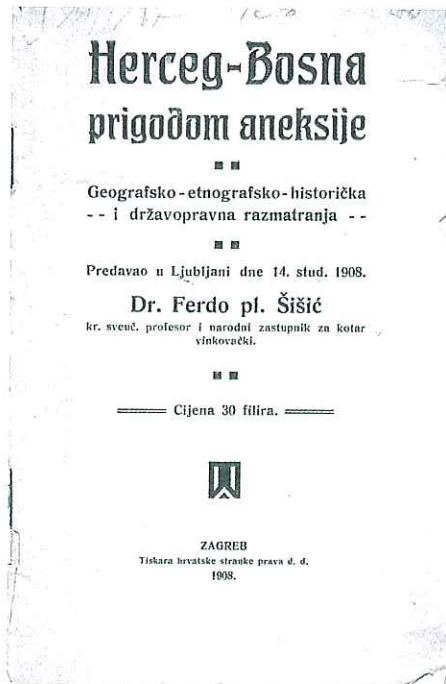 Herceg-Bosna
prigodom aneksije
Geografsko - etnografsko - historička
- - i državopravna razmatranja - -
Predavao u Ljubljani dne 14. stud. 1908.
Dr. Ferdo pl. Šišić
kr. sveuč. profesor i narodni zastupnik za kotar
vinkovački.
Cijena 30 filira.
ZAGREB
Tiskara hrvatske stranke prava d. d.
1908.